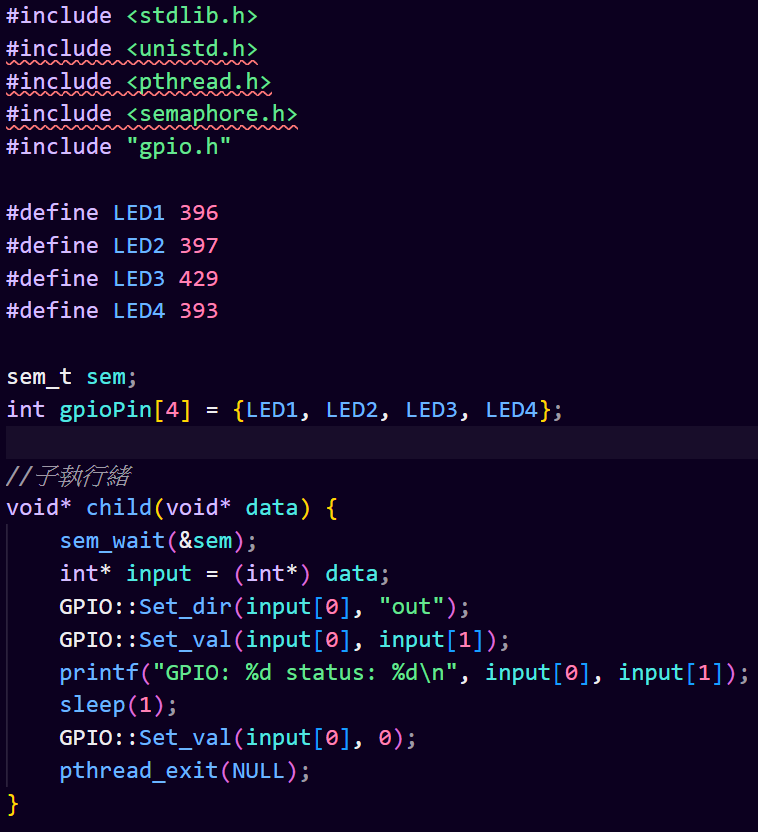 #include <stdlib.h>
#include <unistd.h>
#include <pthread.h>
#include <semaphore.h>
#include "gpio.h"
#define LED1 396
#define LED2 397
#define LED3 429
#define LED4 393
sem_t sem;
int gpioPin[4] = {LED1, LED2, LED3, LED4};
//子執行緒
void* child(void* data) {
    sem_wait(&sem);
    int* input = (int*) data;
    GPIO::Set_dir(input[0], "out");
    GPIO::Set_val(input[0], input[1]);
    printf("GPIO: %d status: %d\n", input[0], input[1]);
    sleep(1);
    GPIO::Set_val(input[0], 0);
    pthread_exit(NULL);
}